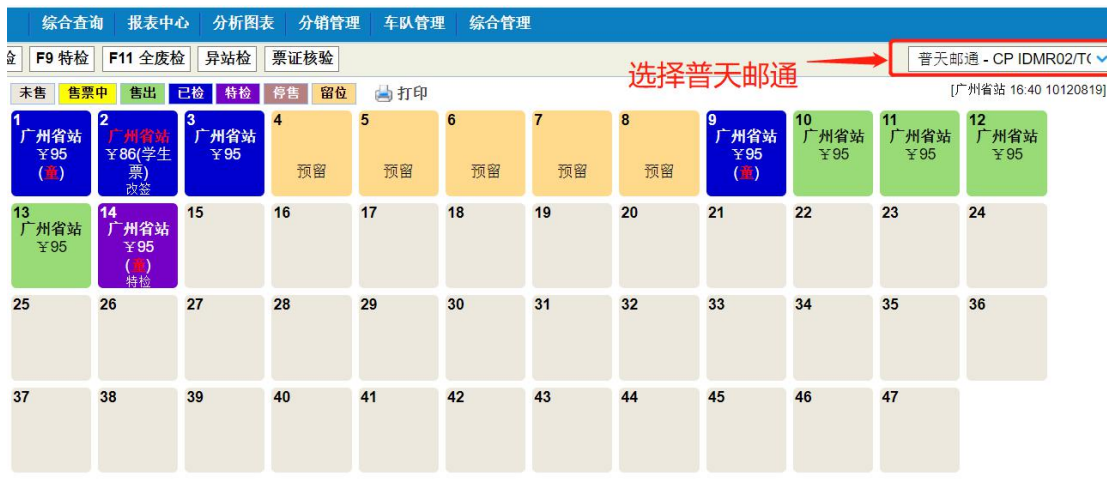 综合查询 报表中心 分析图表 分销管理 车队管理 综合管理
检 F9 特检 F11 全废检 异站检 票证核验
选择普天邮通
普天邮通 - CP IDMR02/TC
未售 售票中 售出 已检 特检 停售 留位 打印
[广州省站 16:40 10120819]
1 2 3 4 5 6 7 8 9 10 11 12
广州省站 广州省站 广州省站 广州省站 广州省站 广州省站 广州省站
￥95 ￥86(学生 ￥95 ￥95 ￥95 ￥95 ￥95
(童) 票) 预留 预留 预留 预留 预留 (童)
改签
13 14 15 16 17 18 19 20 21 22 23 24
广州省站 广州省站
￥95 ￥95
(童)
特检
25 26 27 28 29 30 31 32 33 34 35 36
37 38 39 40 41 42 43 44 45 46 47